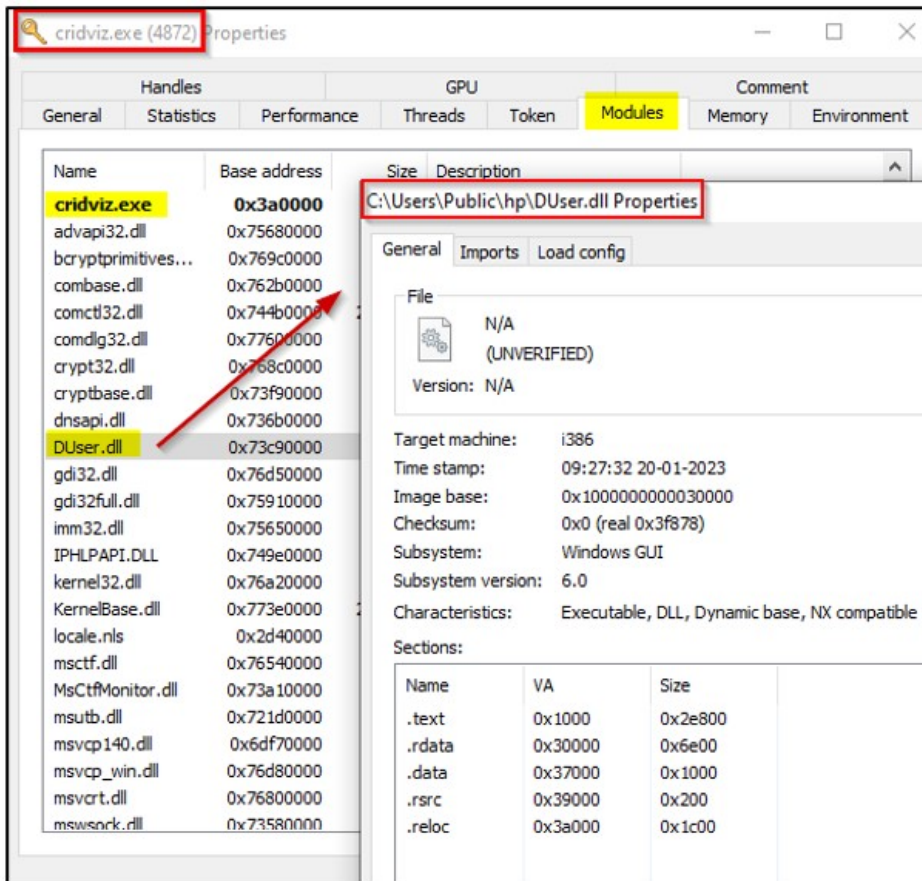 cridviz.exe (4872) Properties
Handles GPU Comment
General Statistics Performance Threads Token Modules Memory Environment
Name Base address Size Description
cridviz.exe 0x3a0000
advapi32.dll 0x75680000
bcryptprimitives... 0x769c0000
combase.dll 0x762b0000
comctl32.dll 0x744b0000 2
comdlg32.dll 0x77600000
crypt32.dll 0x768c0000
cryptbase.dll 0x73f90000
dnsapi.dll 0x736b0000
DUser.dll 0x73c90000
gdi32.dll 0x76d50000
gdi32full.dll 0x75910000
imm32.dll 0x75650000
IPHLPAPI.DLL 0x749e0000
kernel32.dll 0x76a20000
KernelBase.dll 0x773e0000 2
locale.nls 0x2d40000
msctf.dll 0x76540000
MsCtfMonitor.dll 0x73a10000
msutb.dll 0x721d0000
msvcp140.dll 0x6df70000
msvcp_win.dll 0x76d80000
msvcrt.dll 0x76800000
mswsock.dll 0x73580000
C:\Users\Public\hp\DUser.dll Properties
General Imports Load config
File
N/A
(UNVERIFIED)
Version: N/A
Target machine: i386
Time stamp: 09:27:32 20-01-2023
Image base: 0x1000000000030000
Checksum: 0x0 (real 0x3f878)
Subsystem: Windows GUI
Subsystem version: 6.0
Characteristics: Executable, DLL, Dynamic base, NX compatible
Sections:
Name VA Size
.text 0x1000 0x2e800
.rdata 0x30000 0x6e00
.data 0x37000 0x1000
.rsrc 0x39000 0x200
.reloc 0x3a000 0x1c00